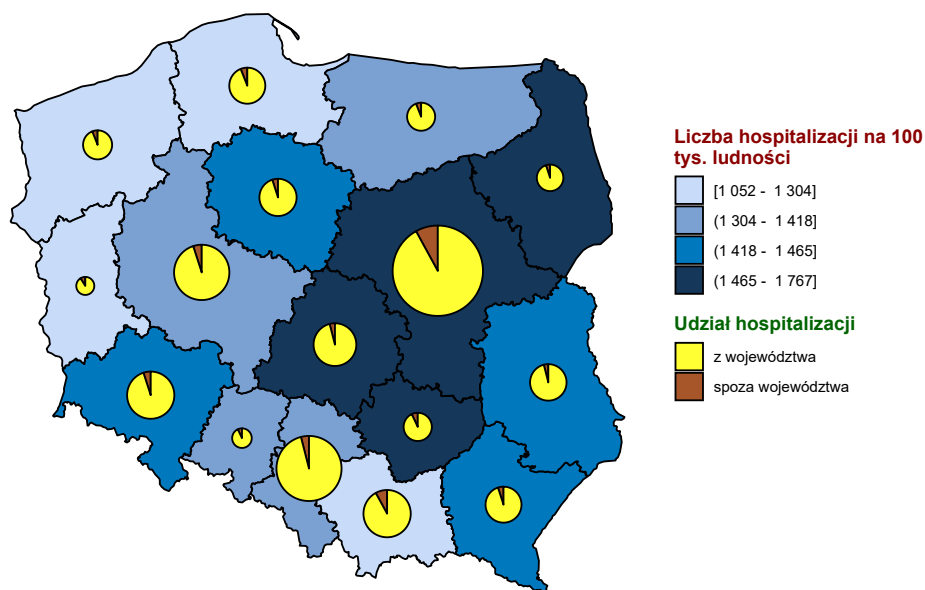 Liczba hospitalizacji na 100
tys. ludności
[1 052 - 1 304]
(1 304 - 1 418]
(1 418 - 1 465]
(1 465 - 1 767]
Udział hospitalizacji
z województwa
spoza województwa